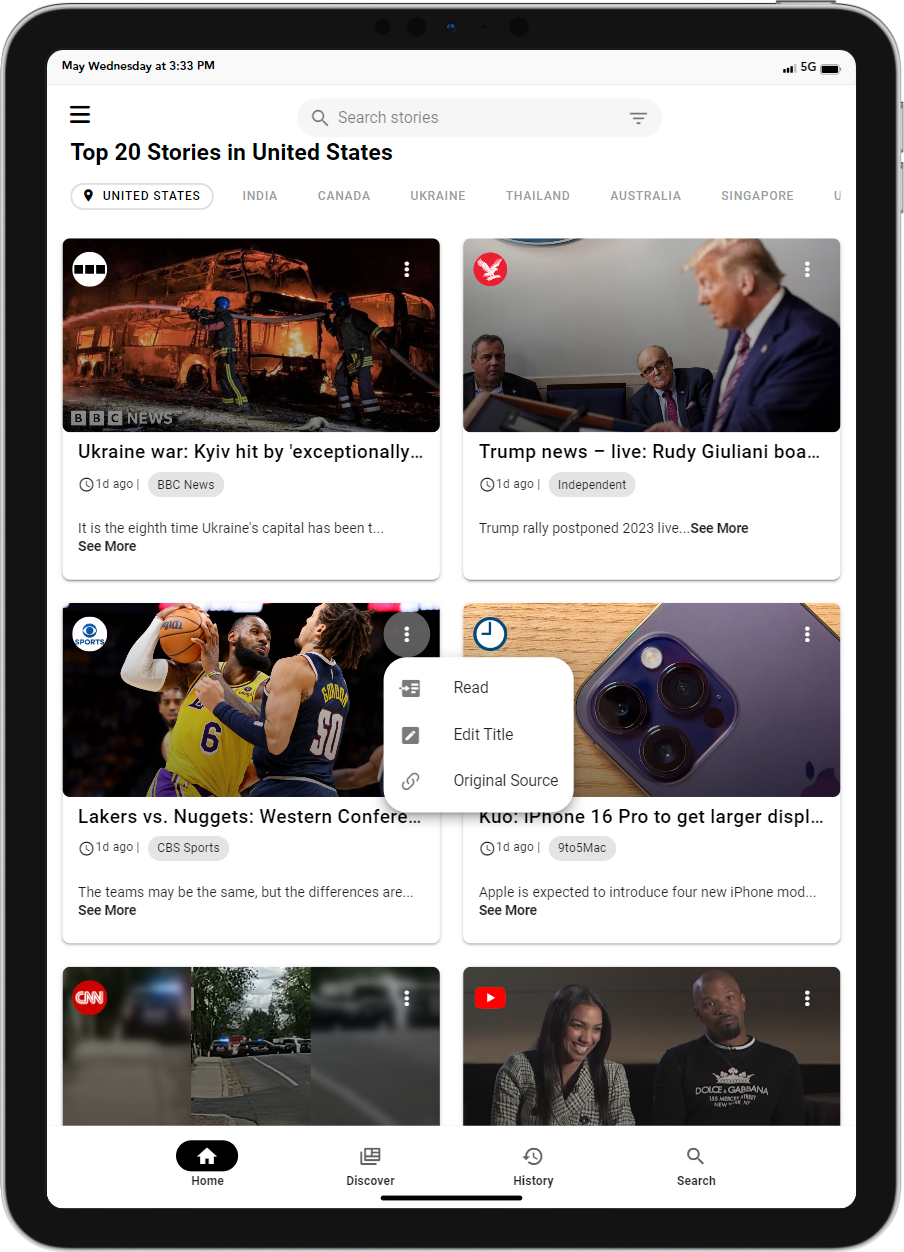 May Wednesday at 3:33 PM
5G
Search stories
Top 20 Stories in United States
UNITED STATES INDIA CANADA UKRAINE THAILAND AUSTRALIA SINGAPORE U
BBC NEWS
Ukraine war: Kyiv hit by 'exceptionally...
1d ago | BBC News
It is the eighth time Ukraine's capital has been t...
See More
Trump news – live: Rudy Giuliani boa...
1d ago | Independent
Trump rally postponed 2023 live...See More
SPORTS
6
GORDON
50
Read
Edit Title
Original Source
Lakers vs. Nuggets: Western Confere...
1d ago | CBS Sports
The teams may be the same, but the differences are...
See More
Kuo: iPhone 16 Pro to get larger displ...
1d ago | 9to5Mac
Apple is expected to introduce four new iPhone mod...
See More
CNN
DOLCE & GABBANA
Home Discover History Search